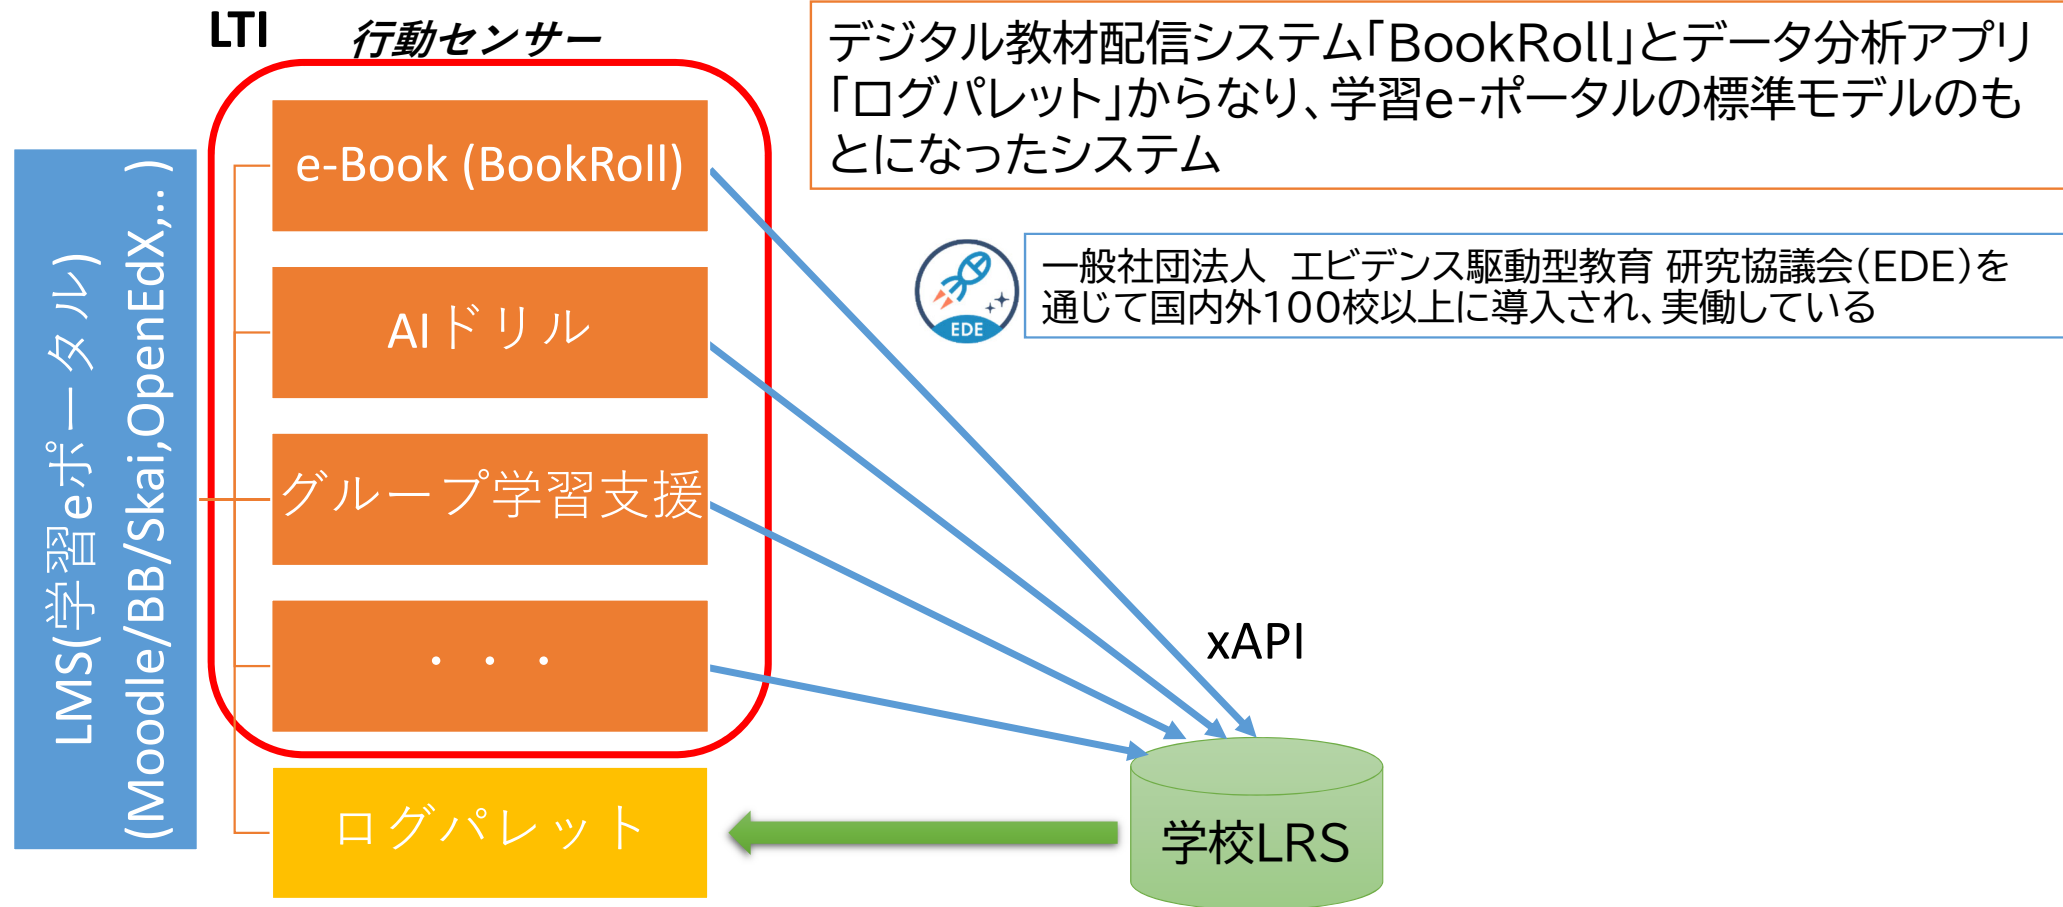 LTI
行動センサー
デジタル教材配信システム「BookRoll」とデータ分析アプリ
「ログパレット」からなり、学習e-ポータルの標準モデルのも
とになったシステム
LMS(学習eポータル)
(Moodle/BB/Skai,OpenEdX,..)
e-Book (BookRoll)
AIドリル
グループ学習支援
・・・
ログパレット
EDE
一般社団法人　エビデンス駆動型教育 研究協議会(EDE)を
通じて国内外100校以上に導入され、実働している
xAPI
学校LRS